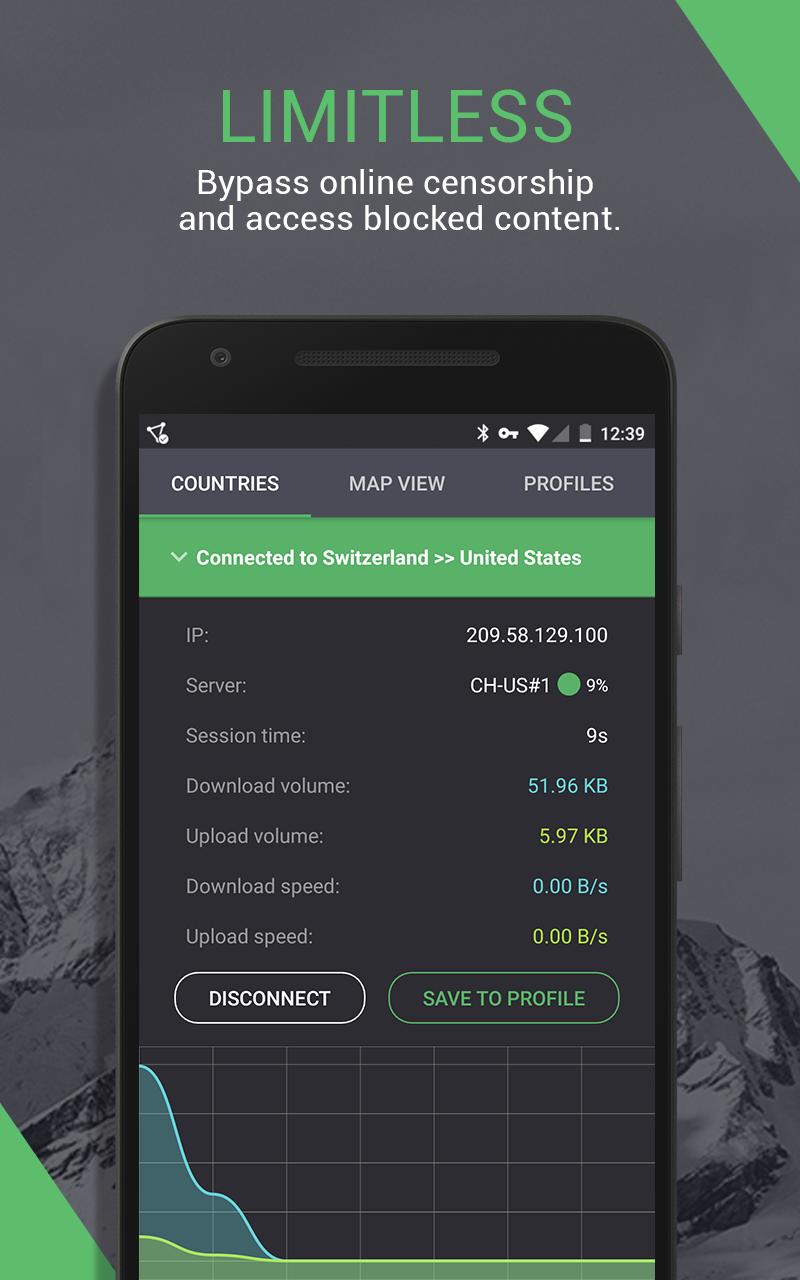 LIMITLESS
Bypass online censorship
and access blocked content.
12:39
COUNTRIES MAP VIEW PROFILES
Connected to Switzerland >> United States
IP: 209.58.129.100
Server: CH-US#1 9%
Session time: 9s
Download volume: 51.96 KB
Upload volume: 5.97 KB
Download speed: 0.00 B/s
Upload speed: 0.00 B/s
DISCONNECT SAVE TO PROFILE